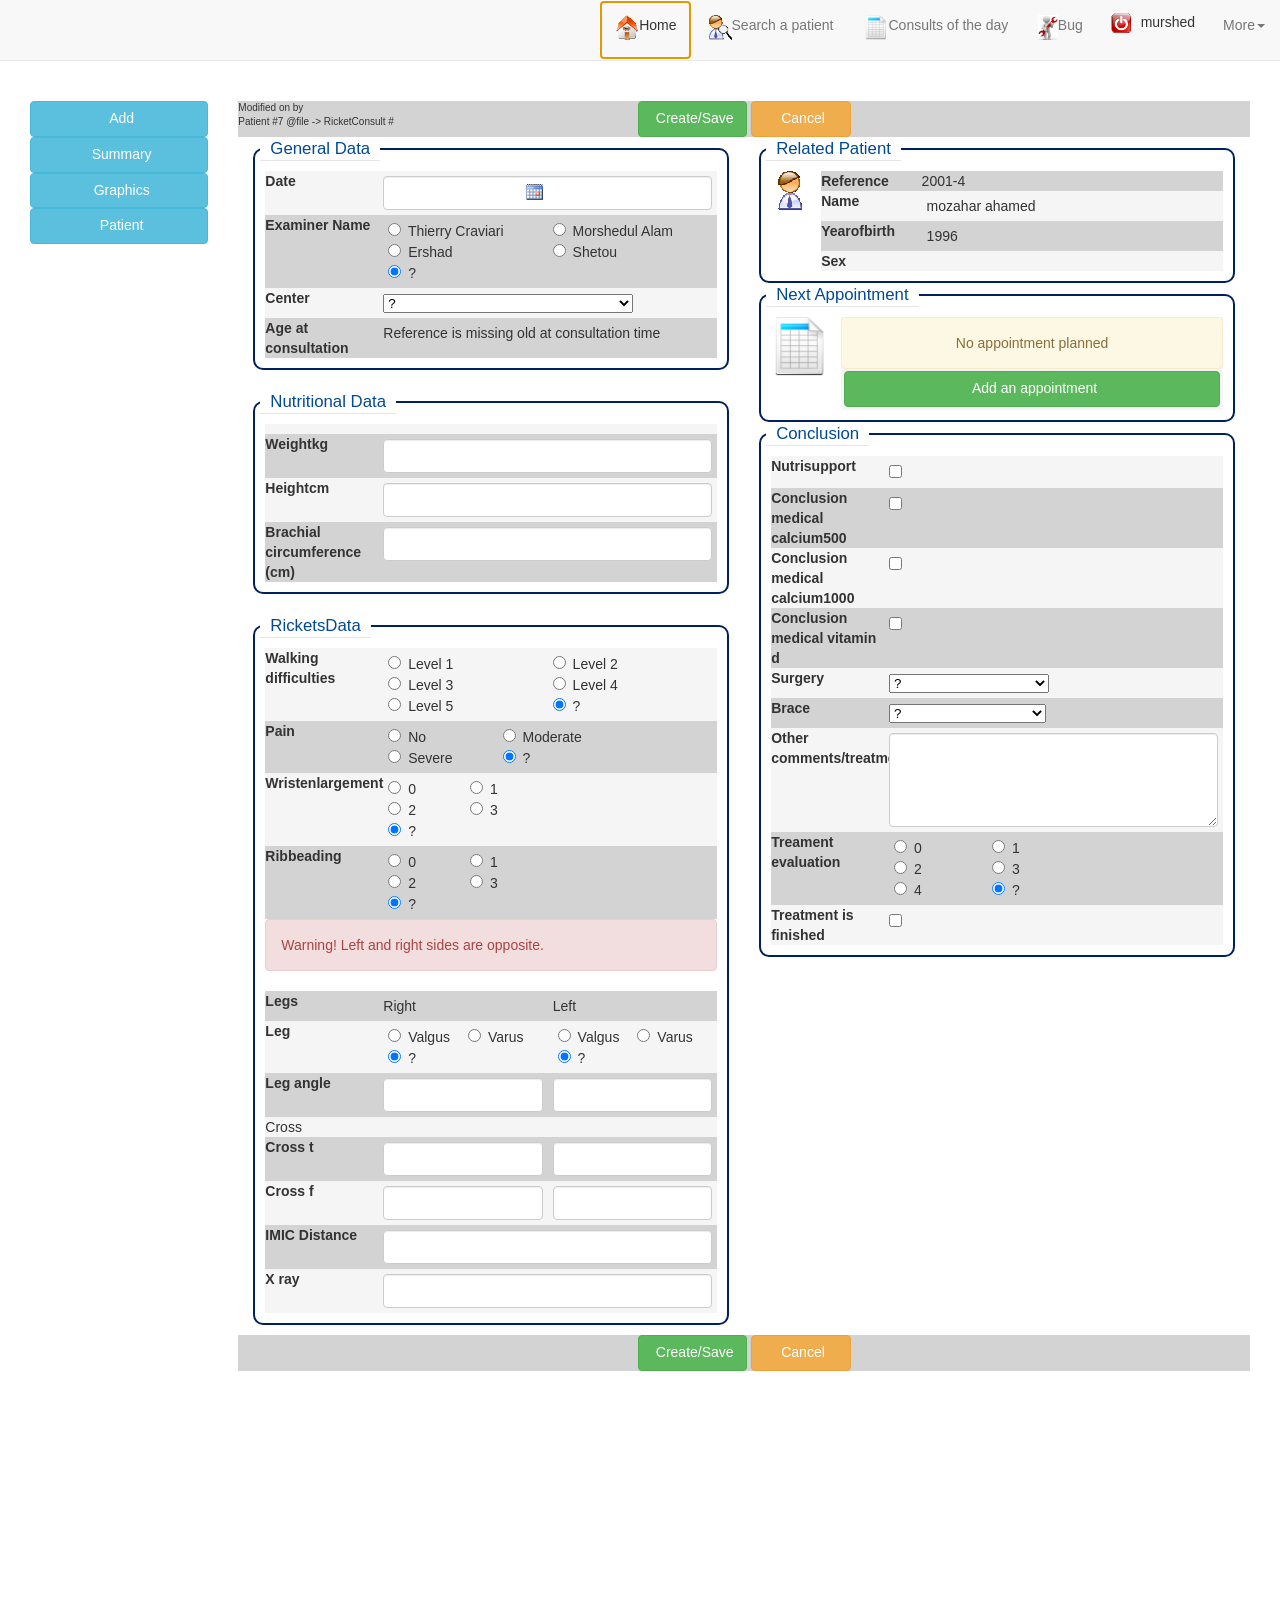 Home Search a patient Consults of the day Bug murshed More
Add
Summary
Graphics
Patient
Modified on by
Patient #7 @file -> RicketConsult #
Create/Save Cancel
General Data
Date
Examiner Name
Thierry Craviari Morshedul Alam
Ershad Shetou
?
Center ?
Age at
consultation
Reference is missing old at consultation time
Nutritional Data
Weightkg
Heightcm
Brachial
circumference
(cm)
RicketsData
Walking
difficulties
Level 1 Level 2
Level 3 Level 4
Level 5 ?
Pain
No Moderate
Severe ?
Wristenlargement
0 1
2 3
?
Ribbeading
0 1
2 3
?
Warning! Left and right sides are opposite.
Legs Right Left
Leg
Valgus Varus Valgus Varus
? ?
Leg angle
Cross
Cross t
Cross f
IMIC Distance
X ray
Related Patient
Reference 2001-4
Name mozahar ahamed
Yearofbirth 1996
Sex
Next Appointment
No appointment planned
Add an appointment
Conclusion
Nutrisupport
Conclusion
medical
calcium500
Conclusion
medical
calcium1000
Conclusion
medical vitamin
d
Surgery ?
Brace ?
Other
comments/treatme
Treament
evaluation
0 1
2 3
4 ?
Treatment is
finished
Create/Save Cancel